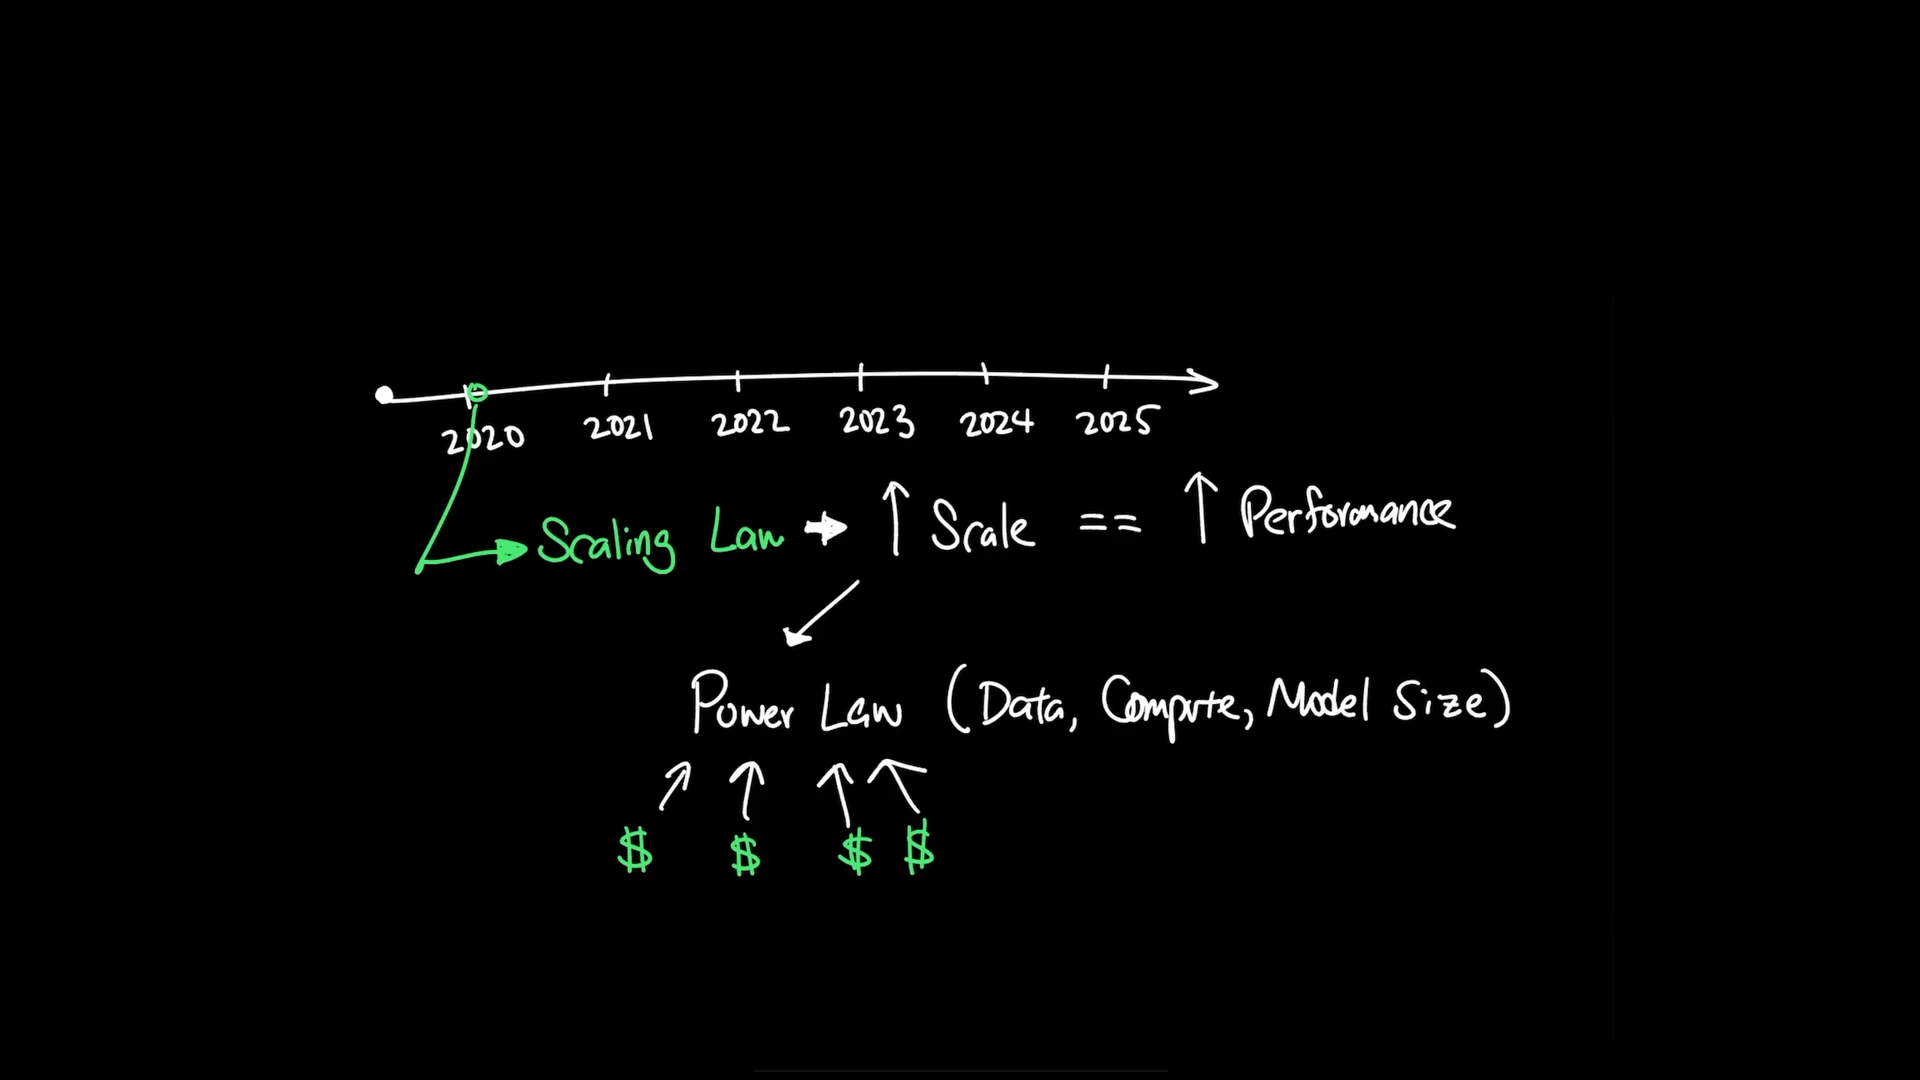 2020 2021 2022 2023 2024 2025
Scaling Law → ↑ Scale == ↑ Performance
Power Law (Data, Compute, Model Size)
$ $ $ $